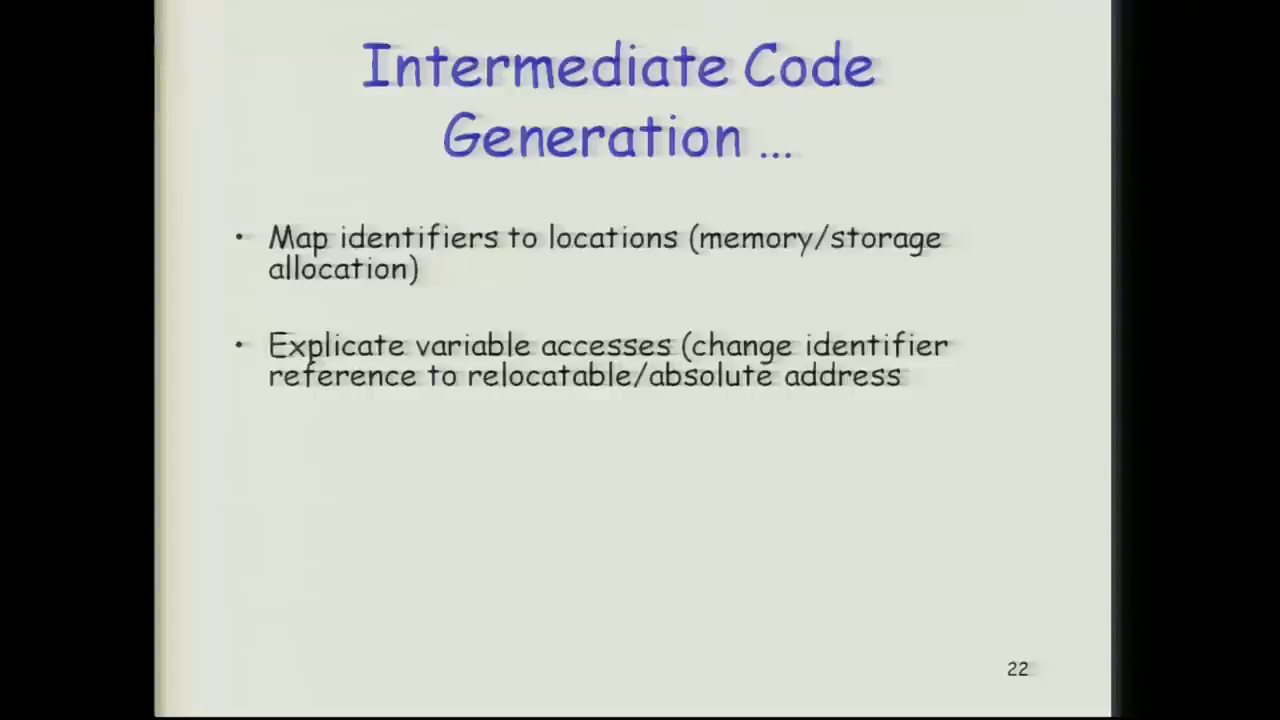 Intermediate Code
Generation ...
• Map identifiers to locations (memory/storage
allocation)
• Explicate variable accesses (change identifier
reference to relocatable/absolute address
22